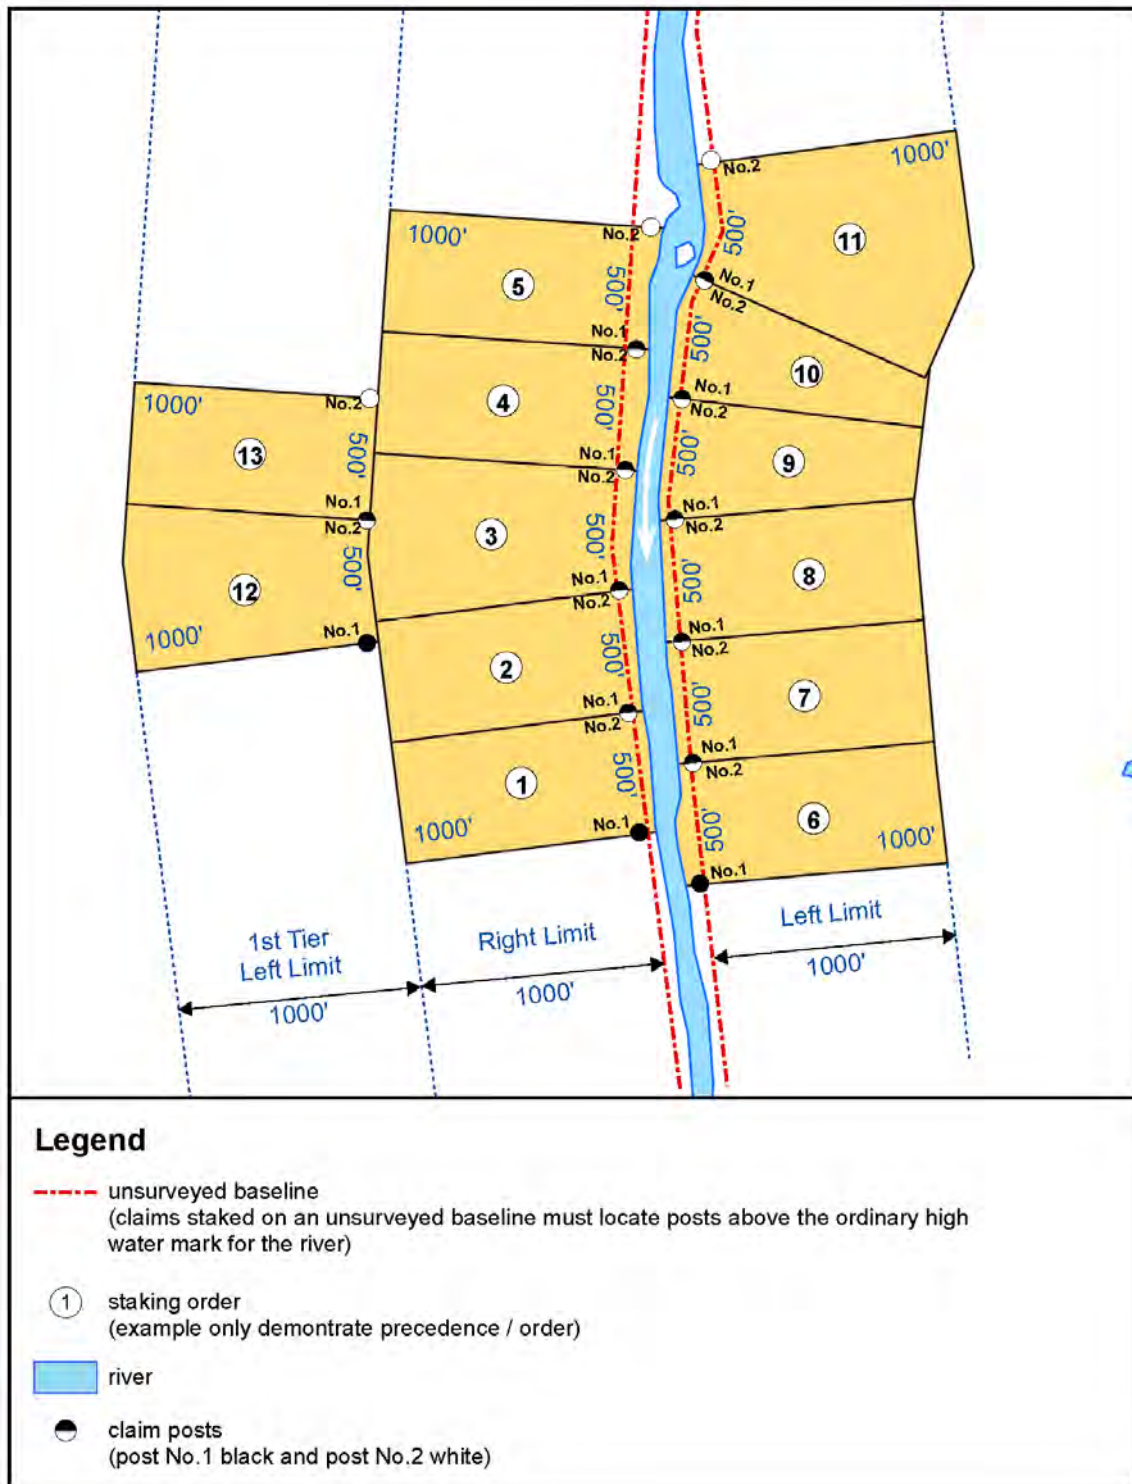 1000'
No.2
500'
11
1000'
No.2
500'
5
No.1
No.2
No.1
No.2
500'
10
1000'
No.2
4
500'
No.1
No.2
500'
13
500'
No.1
No.2
9
No.1
No.2
3
500'
No.1
No.2
500'
12
1000'
No.1
500'
8
No.1
No.2
2
500'
No.1
No.2
500'
7
No.1
No.2
1
500'
1000'
No.1
No.1
No.2
500'
6
1000'
No.1
Left Limit
1000'
Right Limit
1000'
1st Tier
Left Limit
1000'
Legend
unsurveyed baseline
(claims staked on an unsurveyed baseline must locate posts above the ordinary high
water mark for the river)
1
staking order
(example only demontrate precedence / order)
river
claim posts
(post No.1 black and post No.2 white)